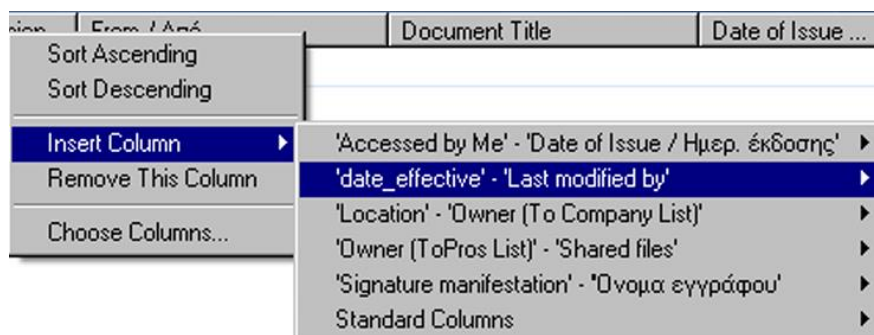 From / Από Document Title Date of Issue ...
Sort Ascending
Sort Descending
Insert Column
Remove This Column
Choose Columns...
'Accessed by Me' - 'Date of Issue / Ημερ. έκδοσης'
'date_effective' - 'Last modified by'
'Location' - 'Owner (To Company List)'
'Owner (ToPros List)' - 'Shared files'
'Signature manifestation' - 'Όνομα εγγράφου'
Standard Columns